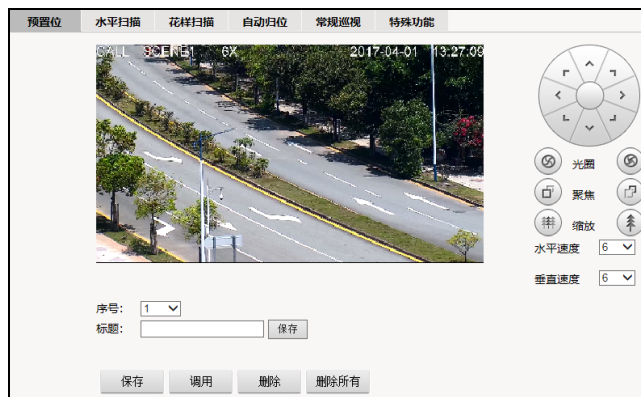 预置位 水平扫描 花样扫描 自动归位 常规巡视 特殊功能
CALL SCENE1 6X 2017-04-01 13:27:09
光圈
聚焦
缩放
水平速度 6
垂直速度 6
序号: 1
标题: 保存
保存 调用 删除 删除所有